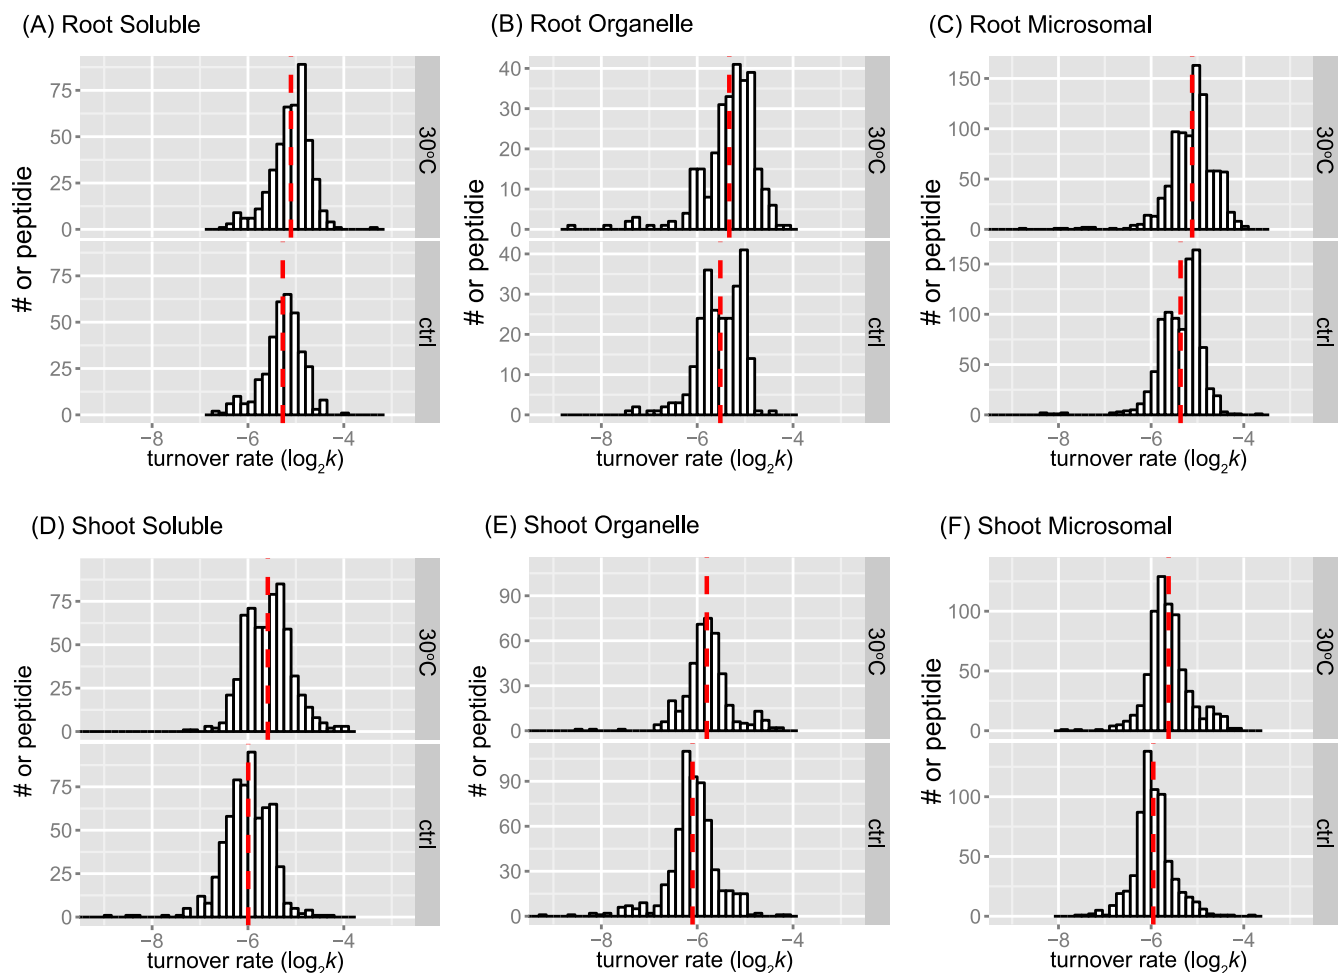 (A) Root Soluble
(B) Root Organelle
(C) Root Microsomal
# or peptidie
75
50
25
0
30ºC
75
50
25
0
ctrl
−8 −6 −4
turnover rate (log₂k)
# or peptidie
40
30
20
10
0
30ºC
40
30
20
10
0
ctrl
−8 −6 −4
turnover rate (log₂k)
# or peptidie
150
100
50
0
30ºC
150
100
50
0
ctrl
−8 −6 −4
turnover rate (log₂k)
(D) Shoot Soluble
(E) Shoot Organelle
(F) Shoot Microsomal
# or peptidie
75
50
25
0
30ºC
75
50
25
0
ctrl
−8 −6 −4
turnover rate (log₂k)
# or peptidie
90
60
30
0
30ºC
90
60
30
0
ctrl
−8 −6 −4
turnover rate (log₂k)
# or peptidie
100
50
0
30ºC
100
50
0
ctrl
−8 −6 −4
turnover rate (log₂k)